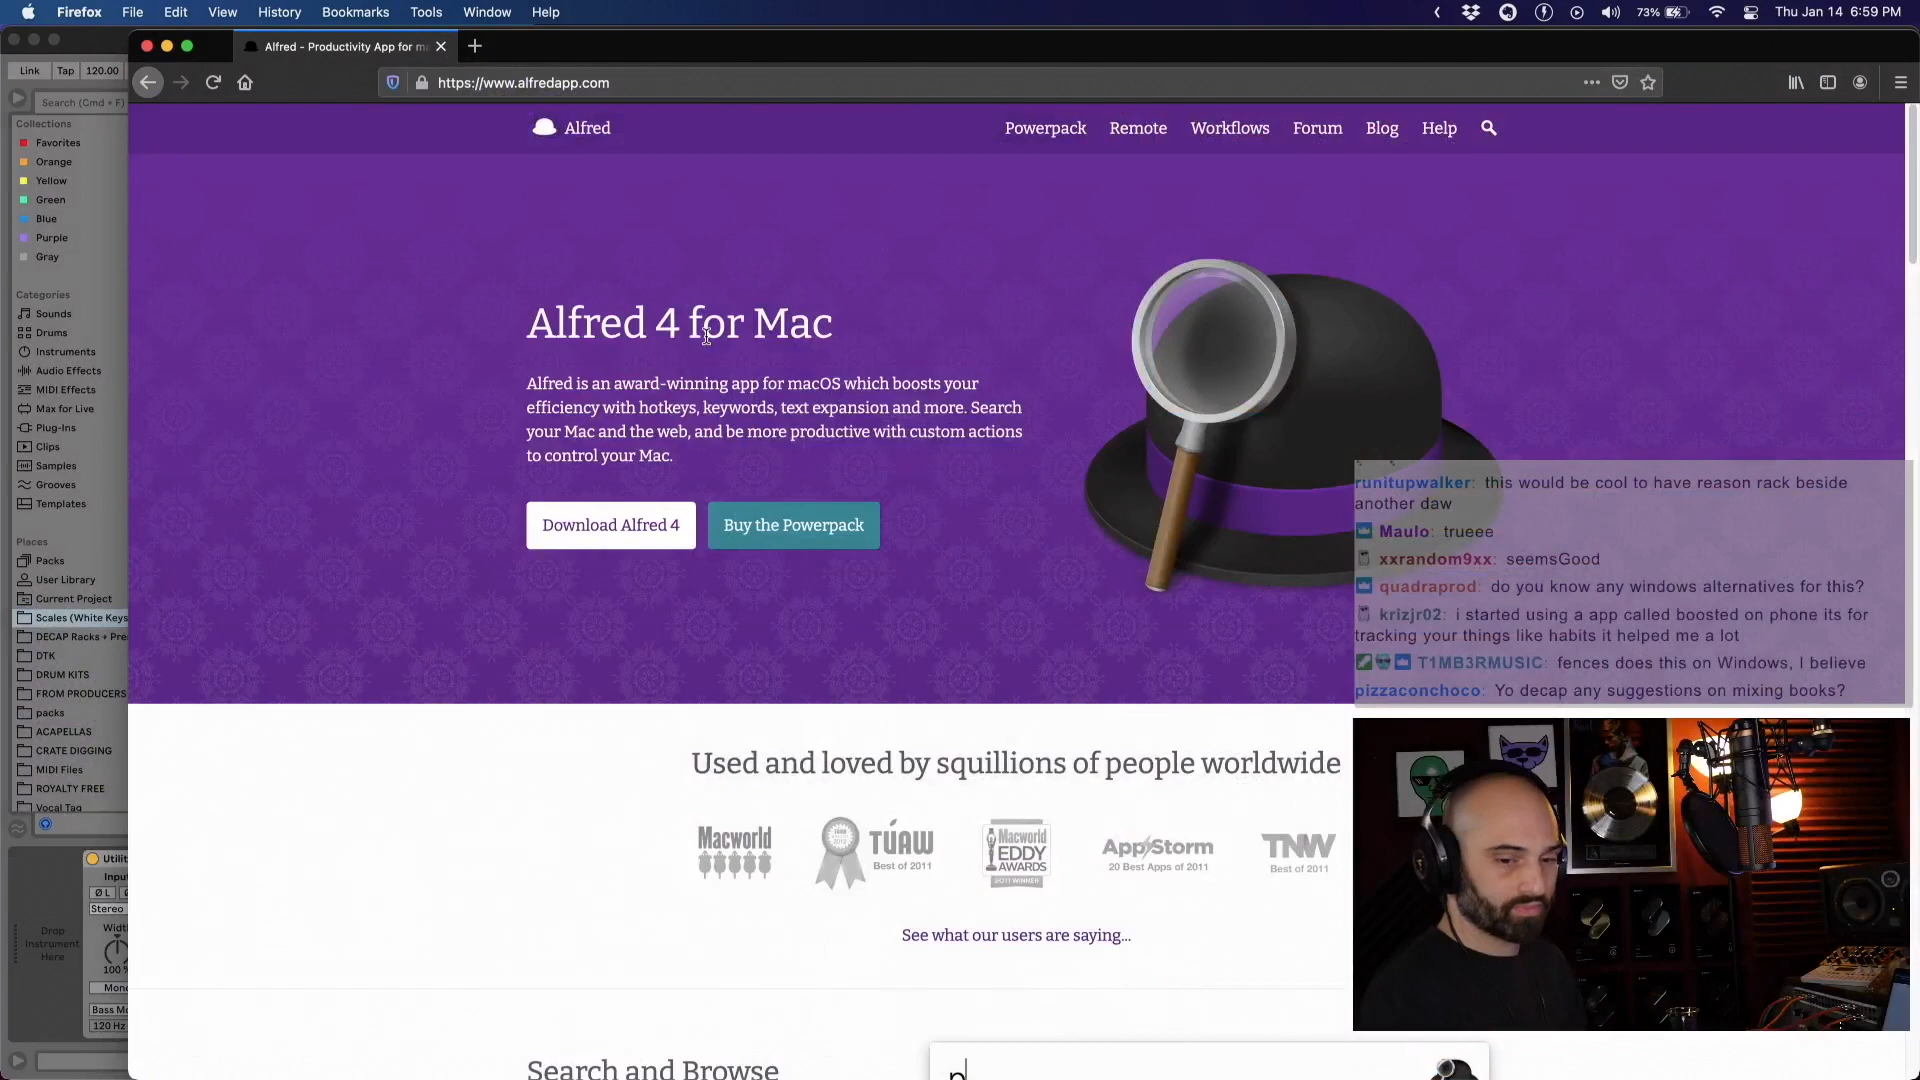 Firefox File Edit View History Bookmarks Tools Window Help
73% Thu Jan 14 6:59 PM
Alfred - Productivity App for m
https://www.alfredapp.com
Link Tap 120.00
Search (Cmd + F)
Collections
Favorites
Orange
Yellow
Green
Blue
Purple
Gray
Categories
Sounds
Drums
Instruments
Audio Effects
MIDI Effects
Max for Live
Plug-Ins
Clips
Samples
Grooves
Templates
Places
Packs
User Library
Current Project
Scales (White Keys
DECAP Racks + Pre
DTK
DRUM KITS
FROM PRODUCERS
packs
ACAPELLAS
CRATE DIGGING
MIDI Files
ROYALTY FREE
Vocal Tag
Utilit
Input
Ø L
Stereo
Width
100 %
Mono
Bass Mo
120 Hz
Drop
Instrument
Here
Alfred
Powerpack Remote Workflows Forum Blog Help
Alfred 4 for Mac
Alfred is an award-winning app for macOS which boosts your
efficiency with hotkeys, keywords, text expansion and more. Search
your Mac and the web, and be more productive with custom actions
to control your Mac.
Download Alfred 4 Buy the Powerpack
runitupwalker: this would be cool to have reason rack beside
another daw
Maulo: trueee
xxrandom9xx: seemsGood
quadraprod: do you know any windows alternatives for this?
krizjr02: i started using a app called boosted on phone its for
tracking your things like habits it helped me a lot
T1MB3RMUSIC: fences does this on Windows, I believe
pizzaconchoco: Yo decap any suggestions on mixing books?
Used and loved by squillions of people worldwide
Macworld
TÚAW
Best of 2011
Macworld
EDDY
AWARDS
2011 WINNER
AppStorm
20 Best Apps of 2011
TNW
Best of 2011
See what our users are saying...
Search and Browse